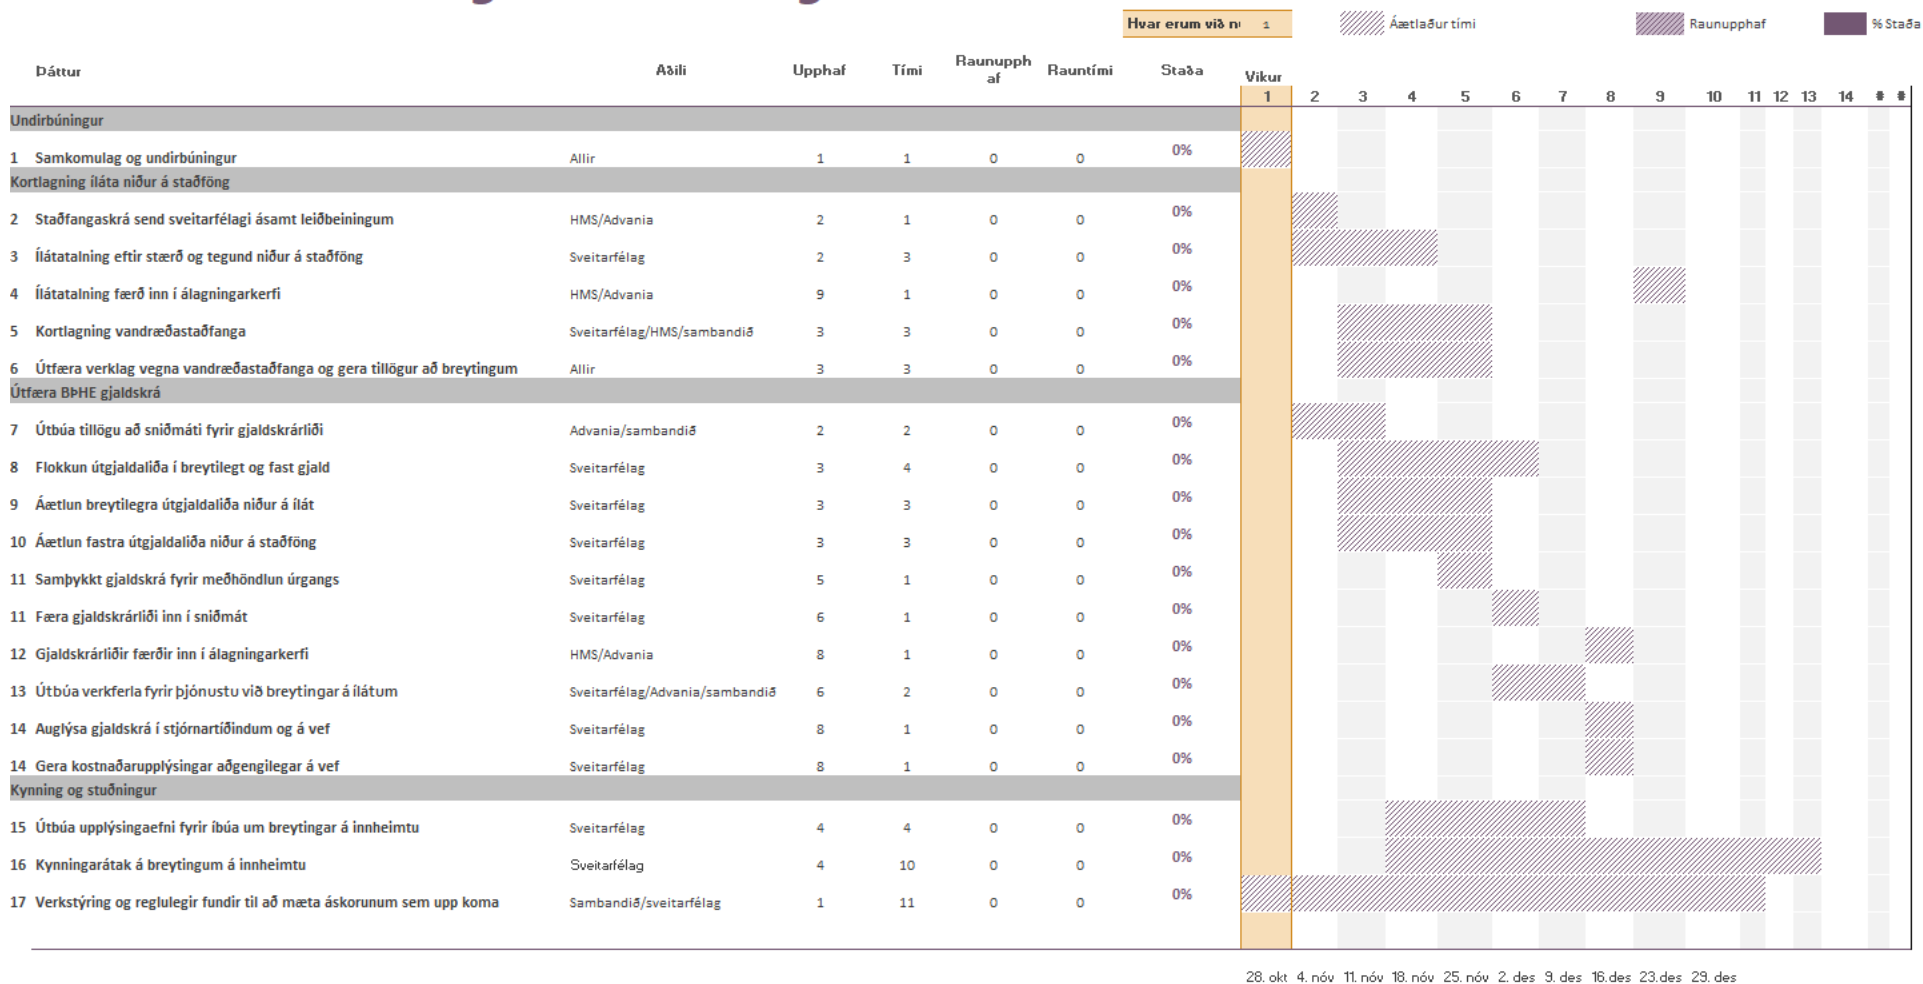 Hvar erum við n 1 Áætlaður tími Raunupphaf % Staða
Þáttur Aðili Upphaf Tími Raunupphaf Rauntími Staða Vikur
1 2 3 4 5 6 7 8 9 10 11 12 13 14 # #
Undirbúningur
1 Samkomulag og undirbúningur Allir 1 1 0 0 0%
Kortlagning íláta niður á staðföng
2 Staðfangaskrá send sveitarfélagi ásamt leiðbeiningum HMS/Advania 2 1 0 0 0%
3 Ílátatalning eftir stærð og tegund niður á staðföng Sveitarfélag 2 3 0 0 0%
4 Ílátatalning færð inn í álagningarkerfi HMS/Advania 9 1 0 0 0%
5 Kortlagning vandræðastaðfanga Sveitarfélag/HMS/sambandið 3 3 0 0 0%
6 Útfæra verklag vegna vandræðastaðfanga og gera tillögur að breytingum Allir 3 3 0 0 0%
Útfæra BÞHE gjaldskrá
7 Útbúa tillögu að sniðmáti fyrir gjaldskrárliði Advania/sambandið 2 2 0 0 0%
8 Flokkun útgjaldaliða í breytilegt og fast gjald Sveitarfélag 3 4 0 0 0%
9 Áætlun breytilegra útgjaldaliða niður á ílát Sveitarfélag 3 3 0 0 0%
10 Áætlun fastra útgjaldaliða niður á staðföng Sveitarfélag 3 3 0 0 0%
11 Samþykkt gjaldskrá fyrir meðhöndlun úrgangs Sveitarfélag 5 1 0 0 0%
11 Færa gjaldskrárliði inn í sniðmát Sveitarfélag 6 1 0 0 0%
12 Gjaldskrárliðir færðir inn í álagningarkerfi HMS/Advania 8 1 0 0 0%
13 Útbúa verkferla fyrir þjónustu við breytingar á ílátum Sveitarfélag/Advania/sambandið 6 2 0 0 0%
14 Auglýsa gjaldskrá í stjórnartíðindum og á vef Sveitarfélag 8 1 0 0 0%
14 Gera kostnaðarupplýsingar aðgengilegar á vef Sveitarfélag 8 1 0 0 0%
Kynning og stuðningur
15 Útbúa upplýsingaefni fyrir íbúa um breytingar á innheimtu Sveitarfélag 4 4 0 0 0%
16 Kynningarátak á breytingum á innheimtu Sveitarfélag 4 10 0 0 0%
17 Verkstýring og reglulegir fundir til að mæta áskorunum sem upp koma Sambandið/sveitarfélag 1 11 0 0 0%
28. okt 4. nóv 11. nóv 18. nóv 25. nóv 2. des 9. des 16.des 23.des 29. des